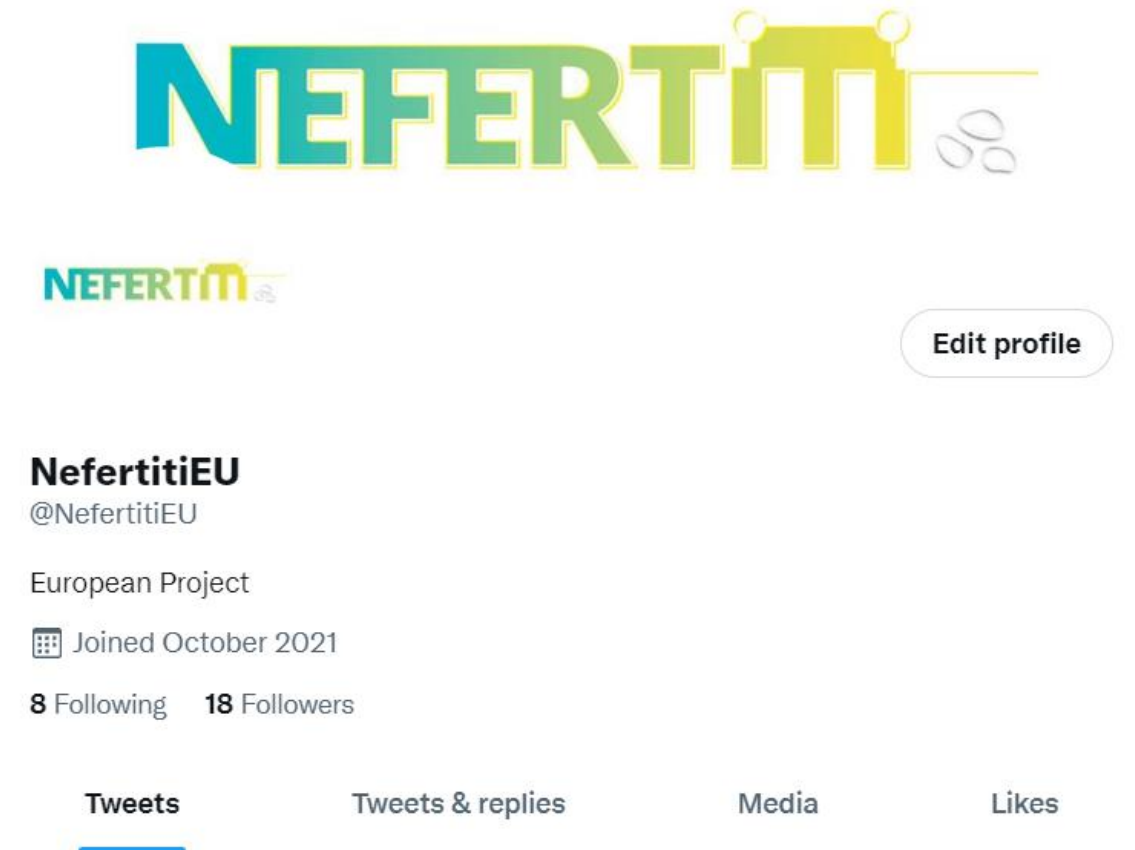 NEFERTITI
NEFERTITI
Edit profile
NefertitiEU
@NefertitiEU
European Project
Joined October 2021
8 Following 18 Followers
Tweets Tweets & replies Media Likes